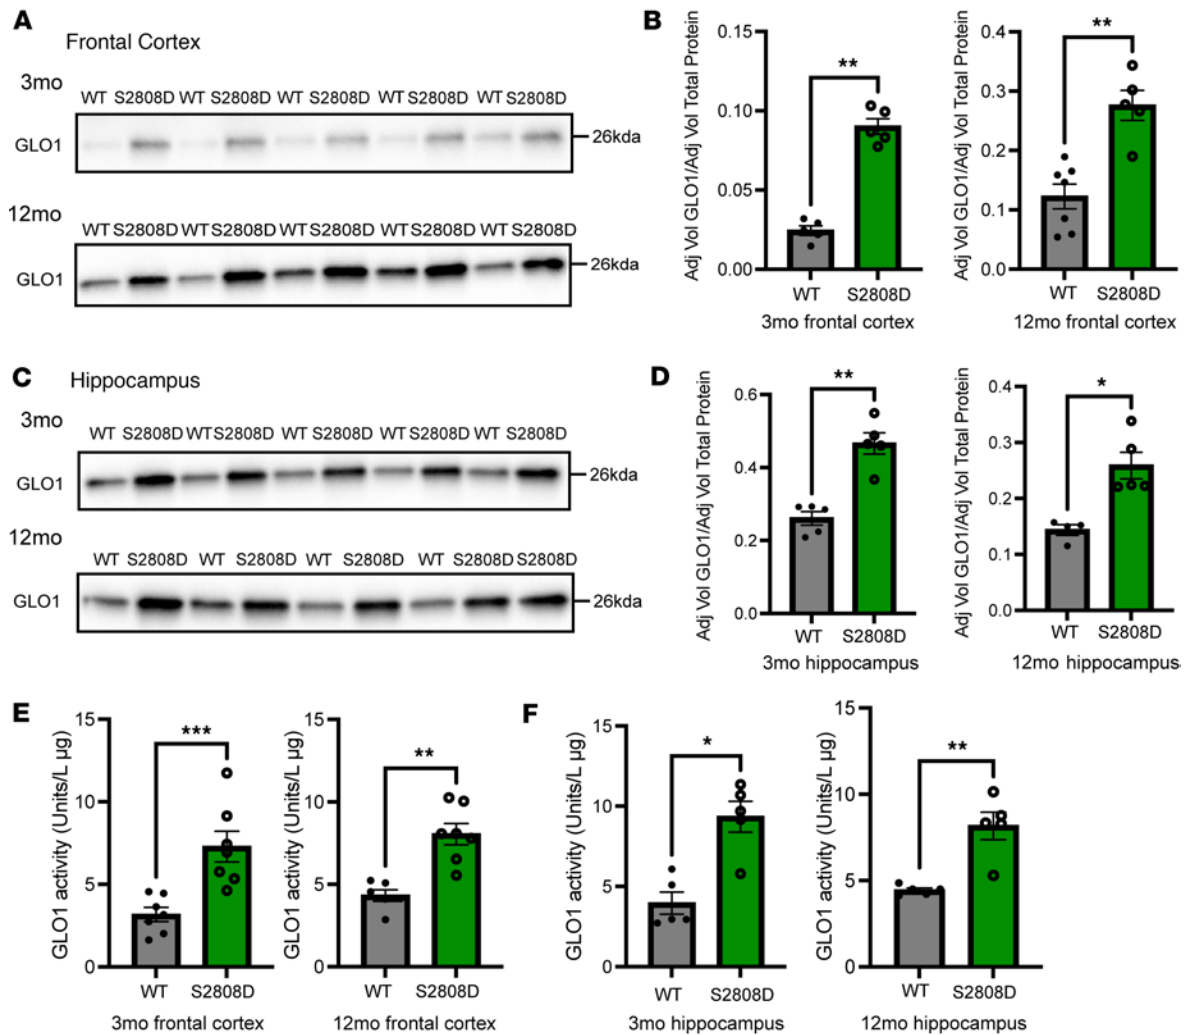 A
Frontal Cortex
3mo
WT S2808D WT S2808D WT S2808D WT S2808D WT S2808D
GLO1
26kda
12mo
WT S2808D WT S2808D WT S2808D WT S2808D WT S2808D
GLO1
26kda
B
Adj Vol GLO1/Adj Vol Total Protein
0.15
0.10
0.05
0.00
**
WT S2808D
3mo frontal cortex
Adj Vol GLO1/Adj Vol Total Protein
0.4
0.3
0.2
0.1
0.0
**
WT S2808D
12mo frontal cortex
C
Hippocampus
3mo
WT S2808D WT S2808D WT S2808D WT S2808D WT S2808D
GLO1
26kda
12mo
WT S2808D WT S2808D WT S2808D WT S2808D S2808D
GLO1
26kda
D
Adj Vol GLO1/Adj Vol Total Protein
0.6
0.4
0.2
0.0
**
WT S2808D
3mo hippocampus
Adj Vol GLO1/Adj Vol Total Protein
0.4
0.3
0.2
0.1
0.0
*
WT S2808D
12mo hippocampus
E
GLO1 activity (Units/L µg)
15
10
5
0
***
WT S2808D
3mo frontal cortex
GLO1 activity (Units/L µg)
15
10
5
0
**
WT S2808D
12mo frontal cortex
F
GLO1 activity (Units/L µg)
15
10
5
0
*
WT S2808D
3mo hippocampus
GLO1 activity (Units/L µg)
15
10
5
0
**
WT S2808D
12mo hippocampus